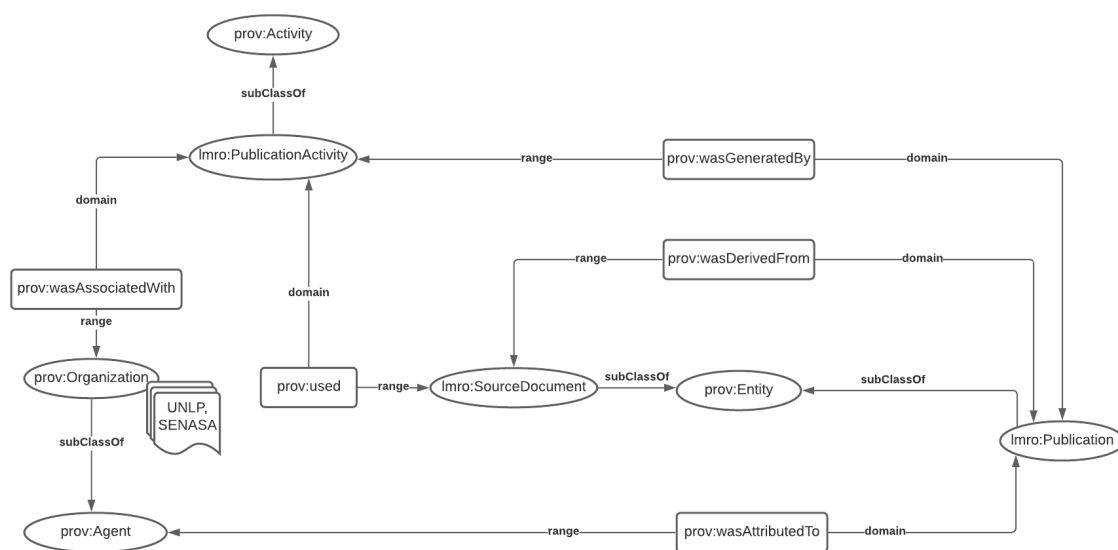 prov:Activity
subClassOf
lmro:PublicationActivity
range
prov:wasGeneratedBy
domain
domain
range
prov:wasDerivedFrom
domain
prov:wasAssociatedWith
domain
range
prov:Organization
UNLP,
SENASA
prov:used
range
lmro:SourceDocument
subClassOf
prov:Entity
subClassOf
lmro:Publication
subClassOf
prov:Agent
range
prov:wasAttributedTo
domain